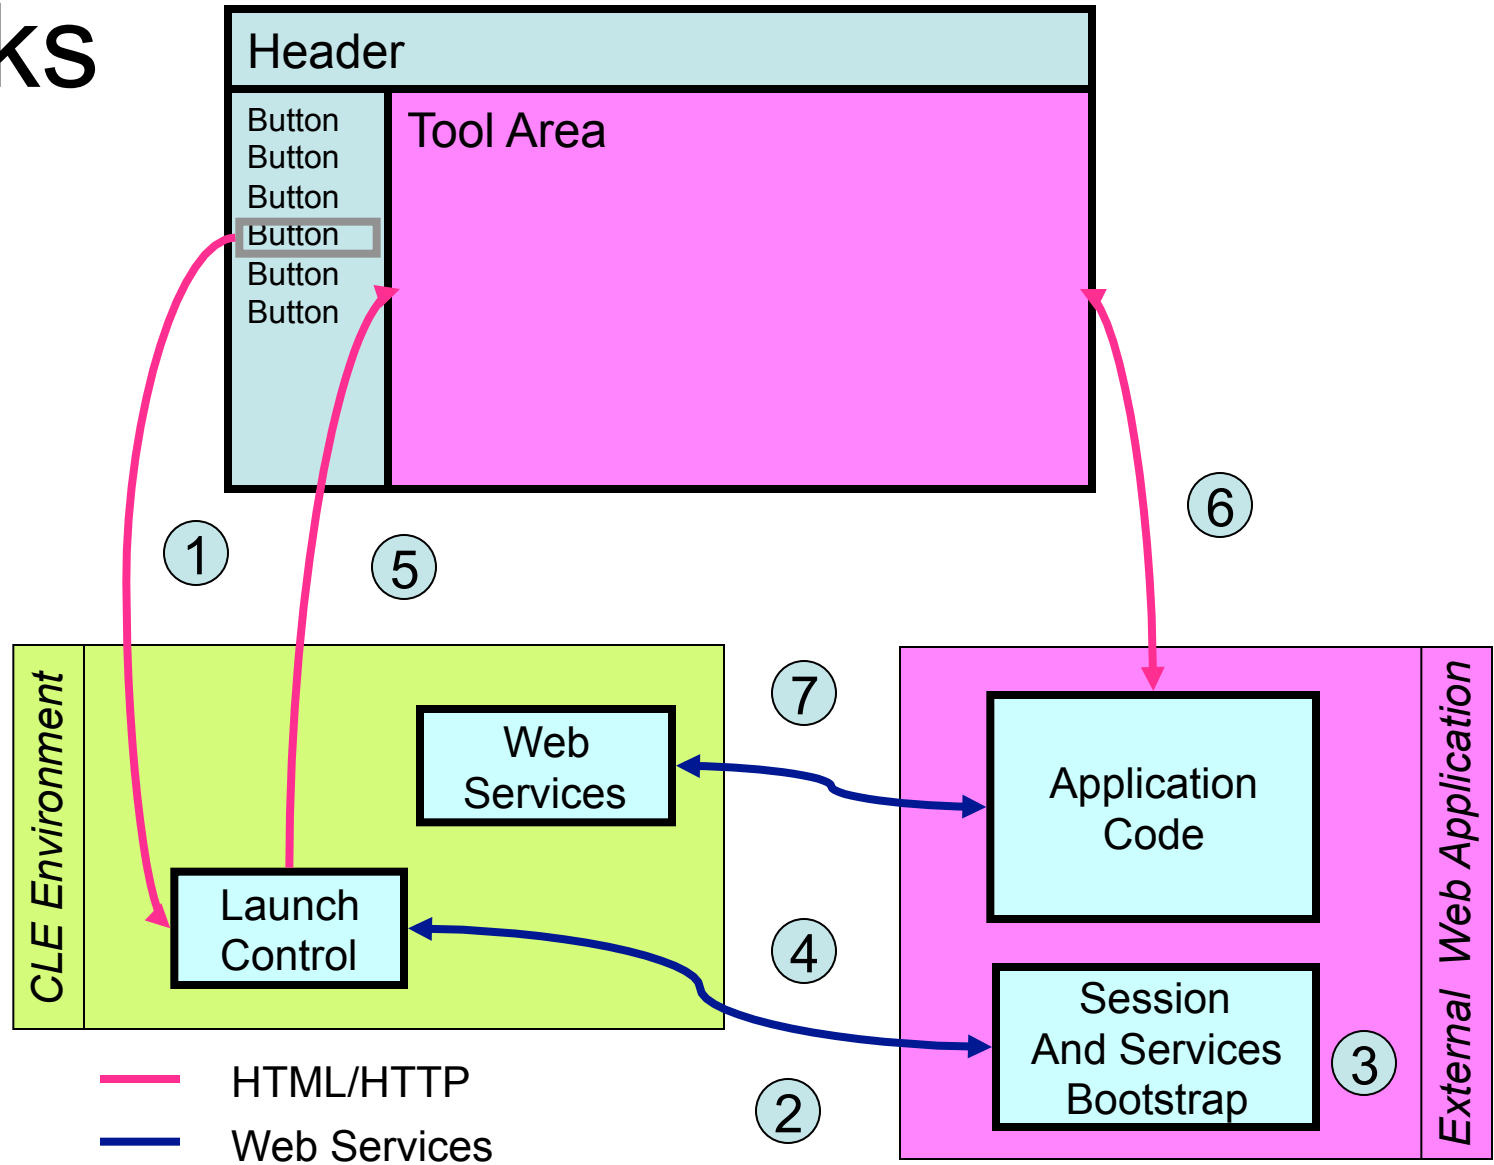 ks
Header
Button
Button
Button
Button
Button
Button
Tool Area
1
5
6
CLE Environment
Web
Services
Launch
Control
7
4
2
Application
Code
Session
And Services
Bootstrap
3
External Web Application
HTML/HTTP
Web Services